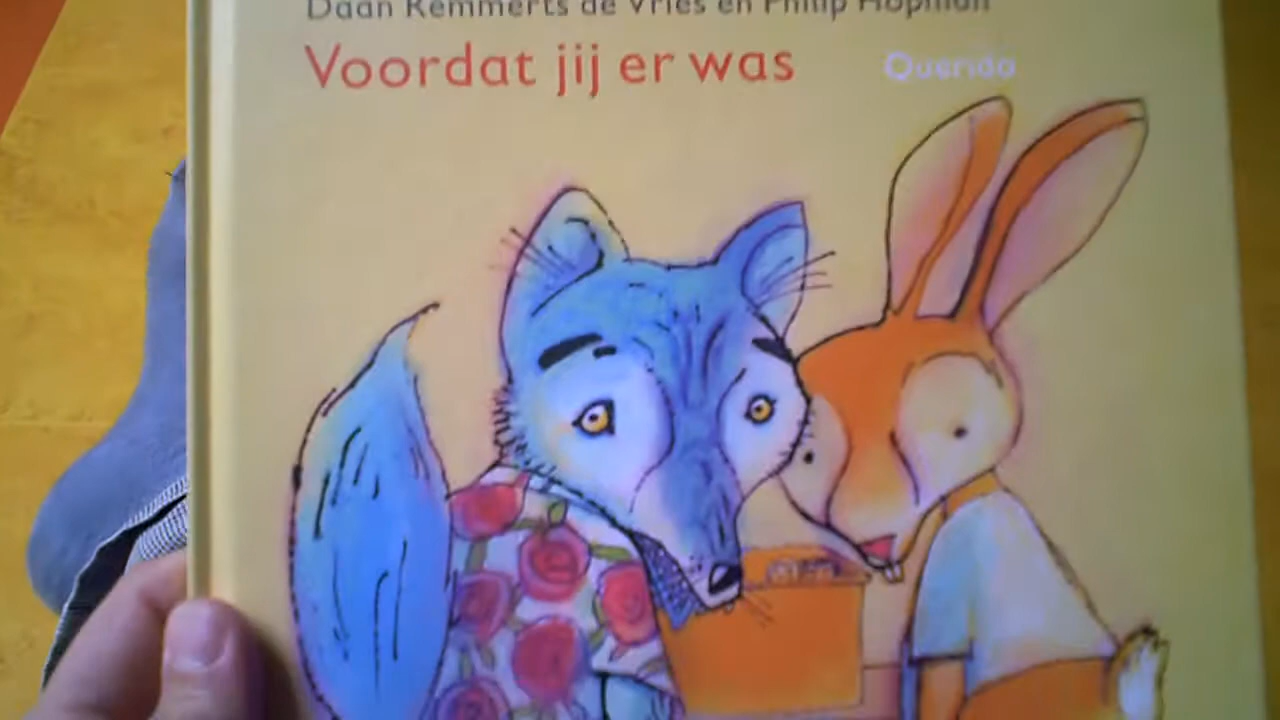 Daan Remmerts de Vries en Philip Hopman
Voordat jij er was
Querido